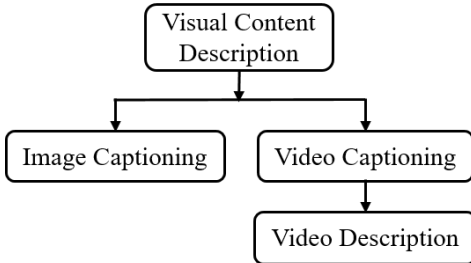 Visual Content
Description
Image Captioning
Video Captioning
Video Description